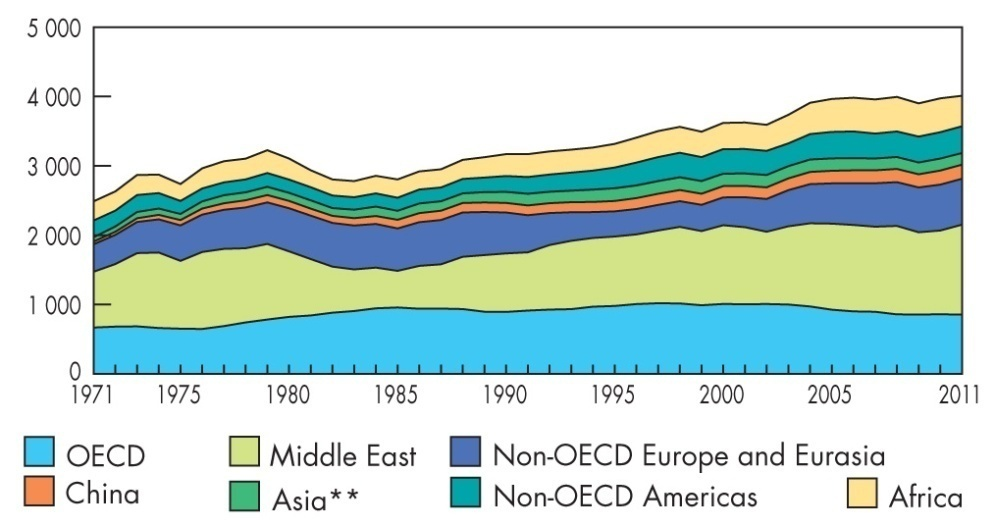 5 000
4 000
3 000
2 000
1 000
0
1971 1975 1980 1985 1990 1995 2000 2005 2011
OECD Middle East Non-OECD Europe and Eurasia
China Asia** Non-OECD Americas Africa